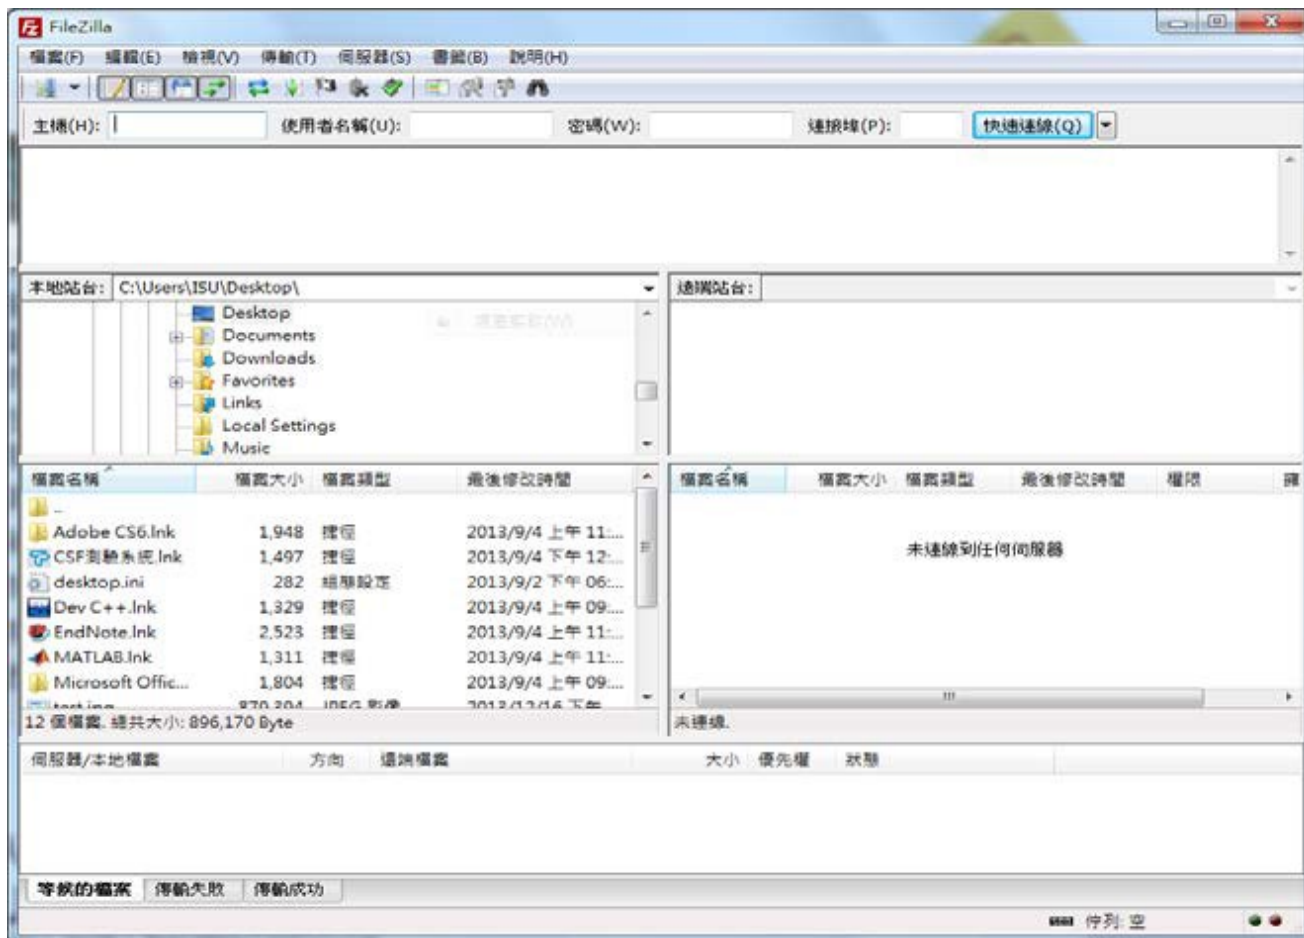 FileZilla
檔案(F) 編輯(E) 檢視(V) 傳輸(T) 伺服器(S) 書籤(B) 說明(H)
主機(H): 使用者名稱(U): 密碼(W): 連接埠(P): 快速連線(Q)
本地站台: C:\Users\ISU\Desktop\
Desktop
Documents
Downloads
Favorites
Links
Local Settings
Music
遠端站台:
檔案名稱 檔案大小 檔案類型 最後修改時間
..
Adobe CS6.lnk 1,948 捷徑 2013/9/4 上午 11:...
CSF測驗系統.lnk 1,497 捷徑 2013/9/4 下午 12:...
desktop.ini 282 組態設定 2013/9/2 下午 06:...
Dev C++.lnk 1,329 捷徑 2013/9/4 上午 09:...
EndNote.lnk 2,523 捷徑 2013/9/4 上午 11:...
MATLAB.lnk 1,311 捷徑 2013/9/4 上午 11:...
Microsoft Offic... 1,804 捷徑 2013/9/4 上午 09:...
870,394 JPEG 影像 2013/12/16 下午
12 個檔案. 總共大小: 896,170 Byte
檔案名稱 檔案大小 檔案類型 最後修改時間 權限 擁
未連線到任何伺服器
未連線.
伺服器/本地檔案 方向 遠端檔案 大小 優先權 狀態
等候的檔案 傳輸失敗 傳輸成功
佇列: 空